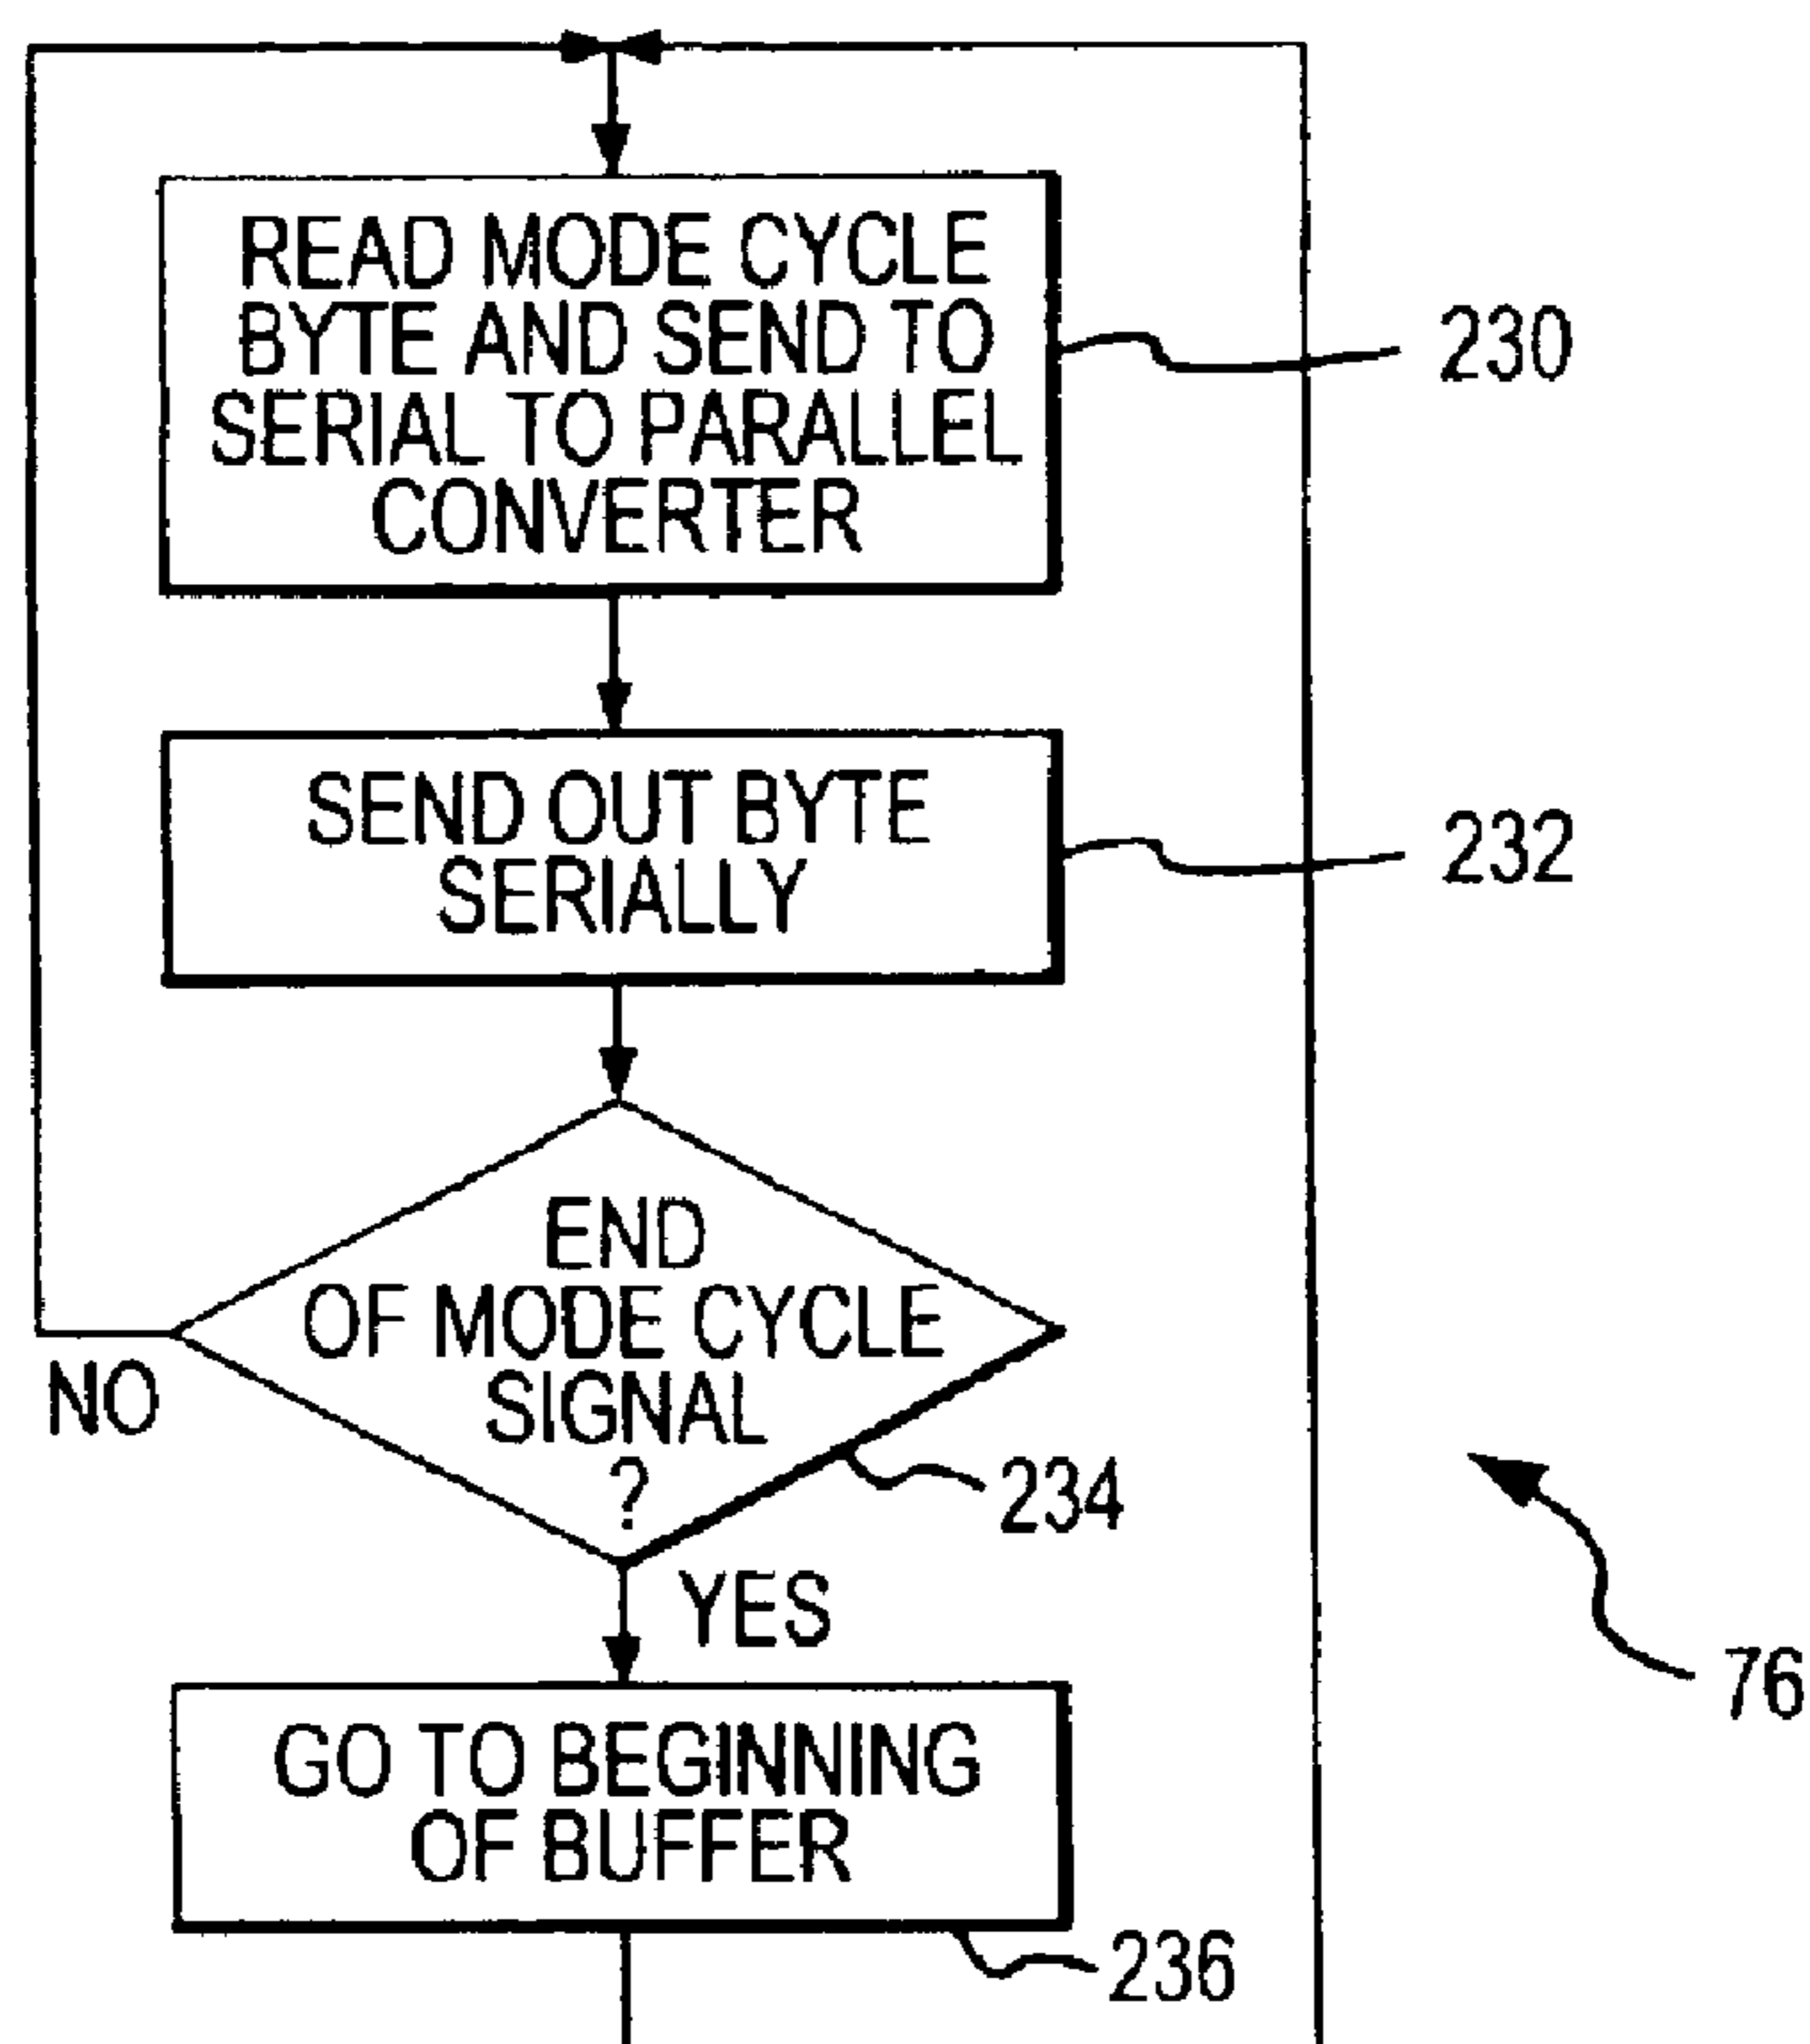 READ MODE CYCLE
BYTE AND SEND TO
SERIAL TO PARALLEL
CONVERTER
230
SEND OUT BYTE
SERIALLY
232
END
OF MODE CYCLE
SIGNAL
?
NO
234
YES
76
GO TO BEGINNING
OF BUFFER
236